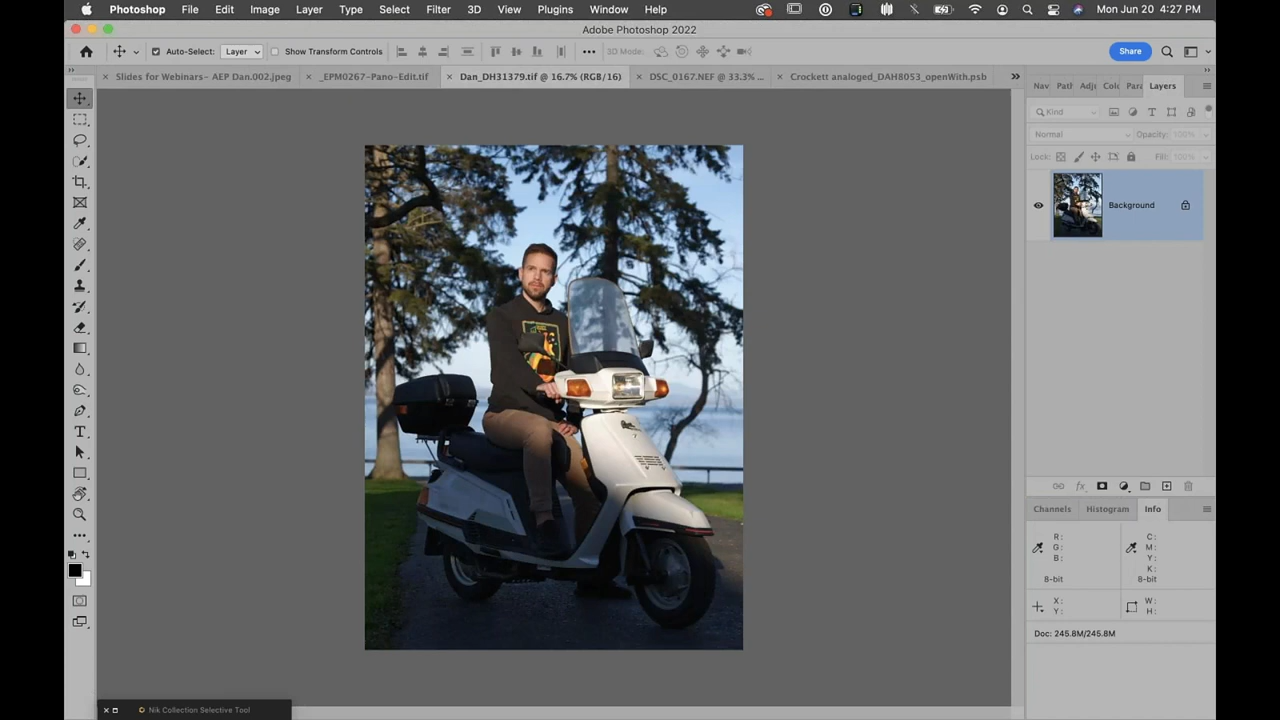 Photoshop File Edit Image Layer Type Select Filter 3D View Plugins Window Help Mon Jun 20 4:27 PM
Adobe Photoshop 2022
Auto-Select: Layer Show Transform Controls ••• 3D Mode: Share
Slides for Webinars- AEP Dan.002.jpeg _EPM0267-Pano-Edit.tif Dan_DH31379.tif @ 16.7% (RGB/16) DSC_0167.NEF @ 33.3% ... Crockett analoged_DAH8053_openWith.psb
Nav Path Adju Colo Para Layers
Kind
Normal Opacity: 100%
Lock: Fill: 100%
Background
Channels Histogram Info
R: C:
G: M:
B: Y:
K:
8-bit 8-bit
X: W:
Y: H:
Doc: 245.8M/245.8M
Nik Collection Selective Tool